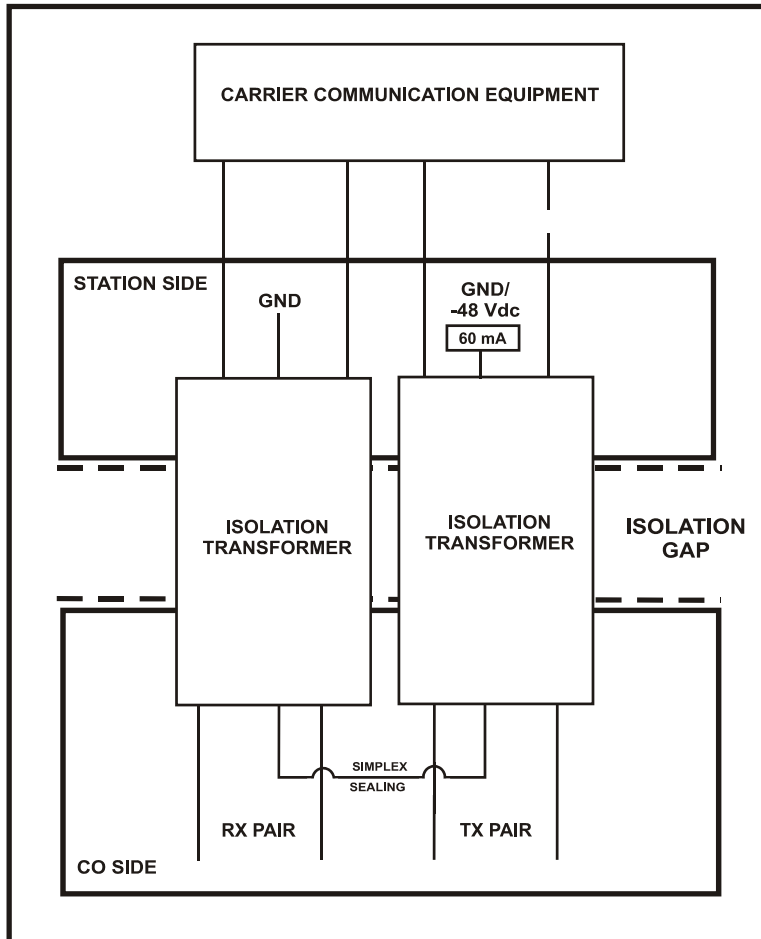 CARRIER COMMUNICATION EQUIPMENT
STATION SIDE
GND
GND/
-48 Vdc
60 mA
ISOLATION
TRANSFORMER
ISOLATION
TRANSFORMER
ISOLATION
GAP
SIMPLEX
SEALING
RX PAIR
TX PAIR
CO SIDE